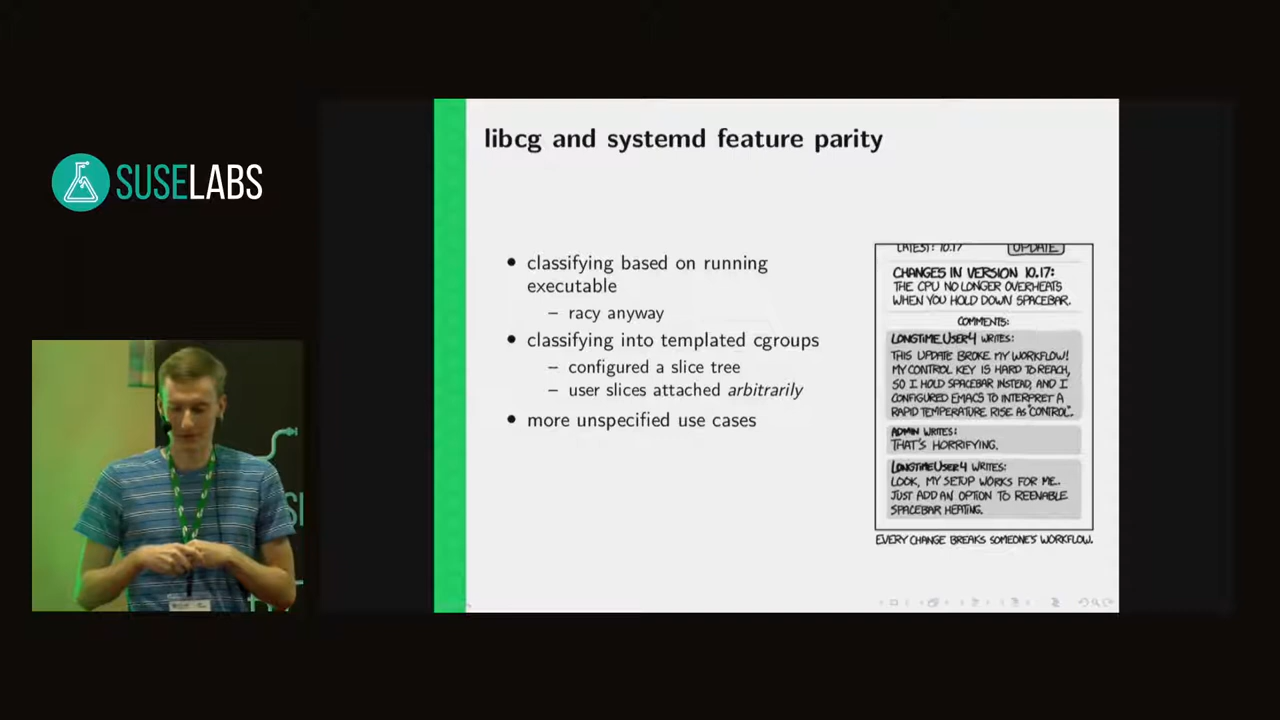 SUSELABS
libcg and systemd feature parity
• classifying based on running
executable
– racy anyway
• classifying into templated cgroups
– configured a slice tree
– user slices attached arbitrarily
• more unspecified use cases
LATEST: 10.17 UPDATE
CHANGES IN VERSION 10.17:
THE CPU NO LONGER OVERHEATS
WHEN YOU HOLD DOWN SPACEBAR.
COMMENTS:
LONGTIMEUSER4 WRITES:
THIS UPDATE BROKE MY WORKFLOW!
MY CONTROL KEY IS HARD TO REACH,
SO I HOLD SPACEBAR INSTEAD, AND I
CONFIGURED EMACS TO INTERPRET A
RAPID TEMPERATURE RISE AS "CONTROL".
ADMIN WRITES:
THAT'S HORRIFYING.
LONGTIMEUSER4 WRITES:
LOOK, MY SETUP WORKS FOR ME.
JUST ADD AN OPTION TO REENABLE
SPACEBAR HEATING.
EVERY CHANGE BREAKS SOMEONE'S WORKFLOW.